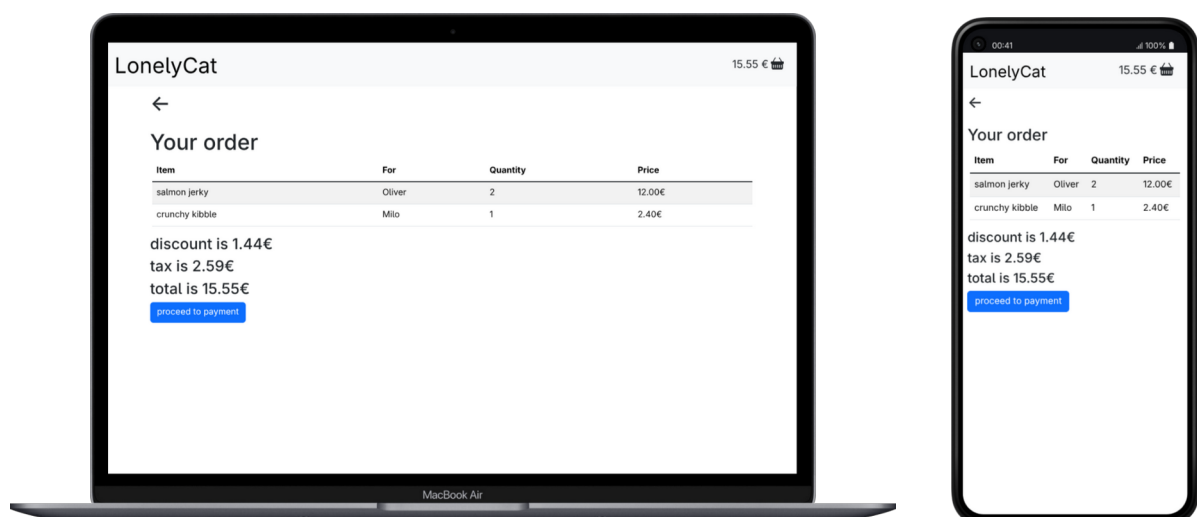 LonelyCat 15.55 €
←
Your order
Item For Quantity Price
salmon jerky Oliver 2 12.00€
crunchy kibble Milo 1 2.40€
discount is 1.44€
tax is 2.59€
total is 15.55€
proceed to payment
MacBook Air
00:41 100%
LonelyCat 15.55 €
←
Your order
Item For Quantity Price
salmon jerky Oliver 2 12.00€
crunchy kibble Milo 1 2.40€
discount is 1.44€
tax is 2.59€
total is 15.55€
proceed to payment